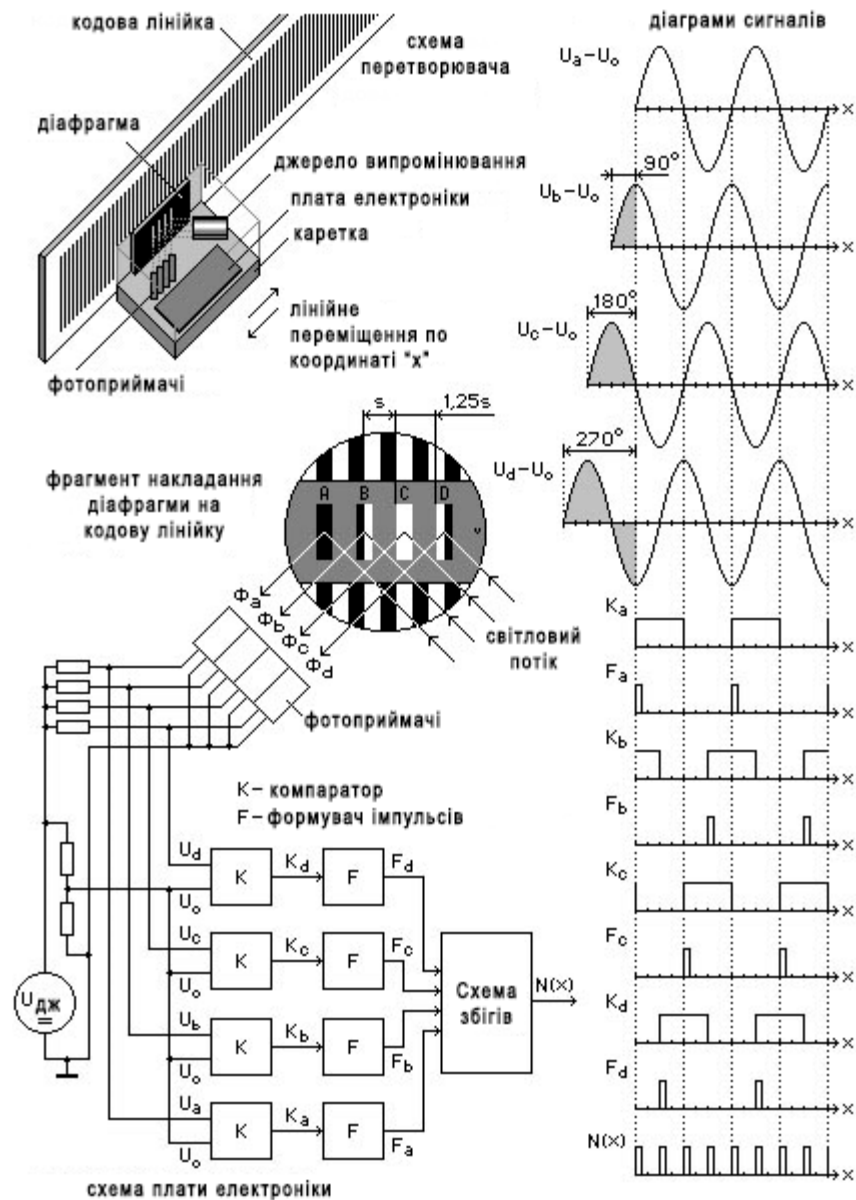 кодова лінійка
схема
перетворювача
діафрагма
джерело випромінювання
плата електроніки
каретка
лінійне
переміщення по
координаті "x"
фотоприймачі
s
1,25s
фрагмент накладання
діафрагми на
кодову лінійку
A B C D
v
Фa
Фb
Фc
Фd
світловий
потік
фотоприймачі
K – компаратор
F – формувач імпульсів
Ud
K
Kd
F
Fd
Uo
Uc
K
Kc
F
Fc
Uo
Ub
K
Kb
F
Fb
Uo
Ua
K
Ka
F
Fa
Uo
Схема
збігів
N(x)
Uдж
схема плати електроніки
діаграми сигналів
Ua–Uo
x
90°
Ub–Uo
x
180°
Uc–Uo
x
270°
Ud–Uo
x
Ka
x
Fa
x
Kb
x
Fb
x
Kc
x
Fc
x
Kd
x
Fd
x
N(x)
x